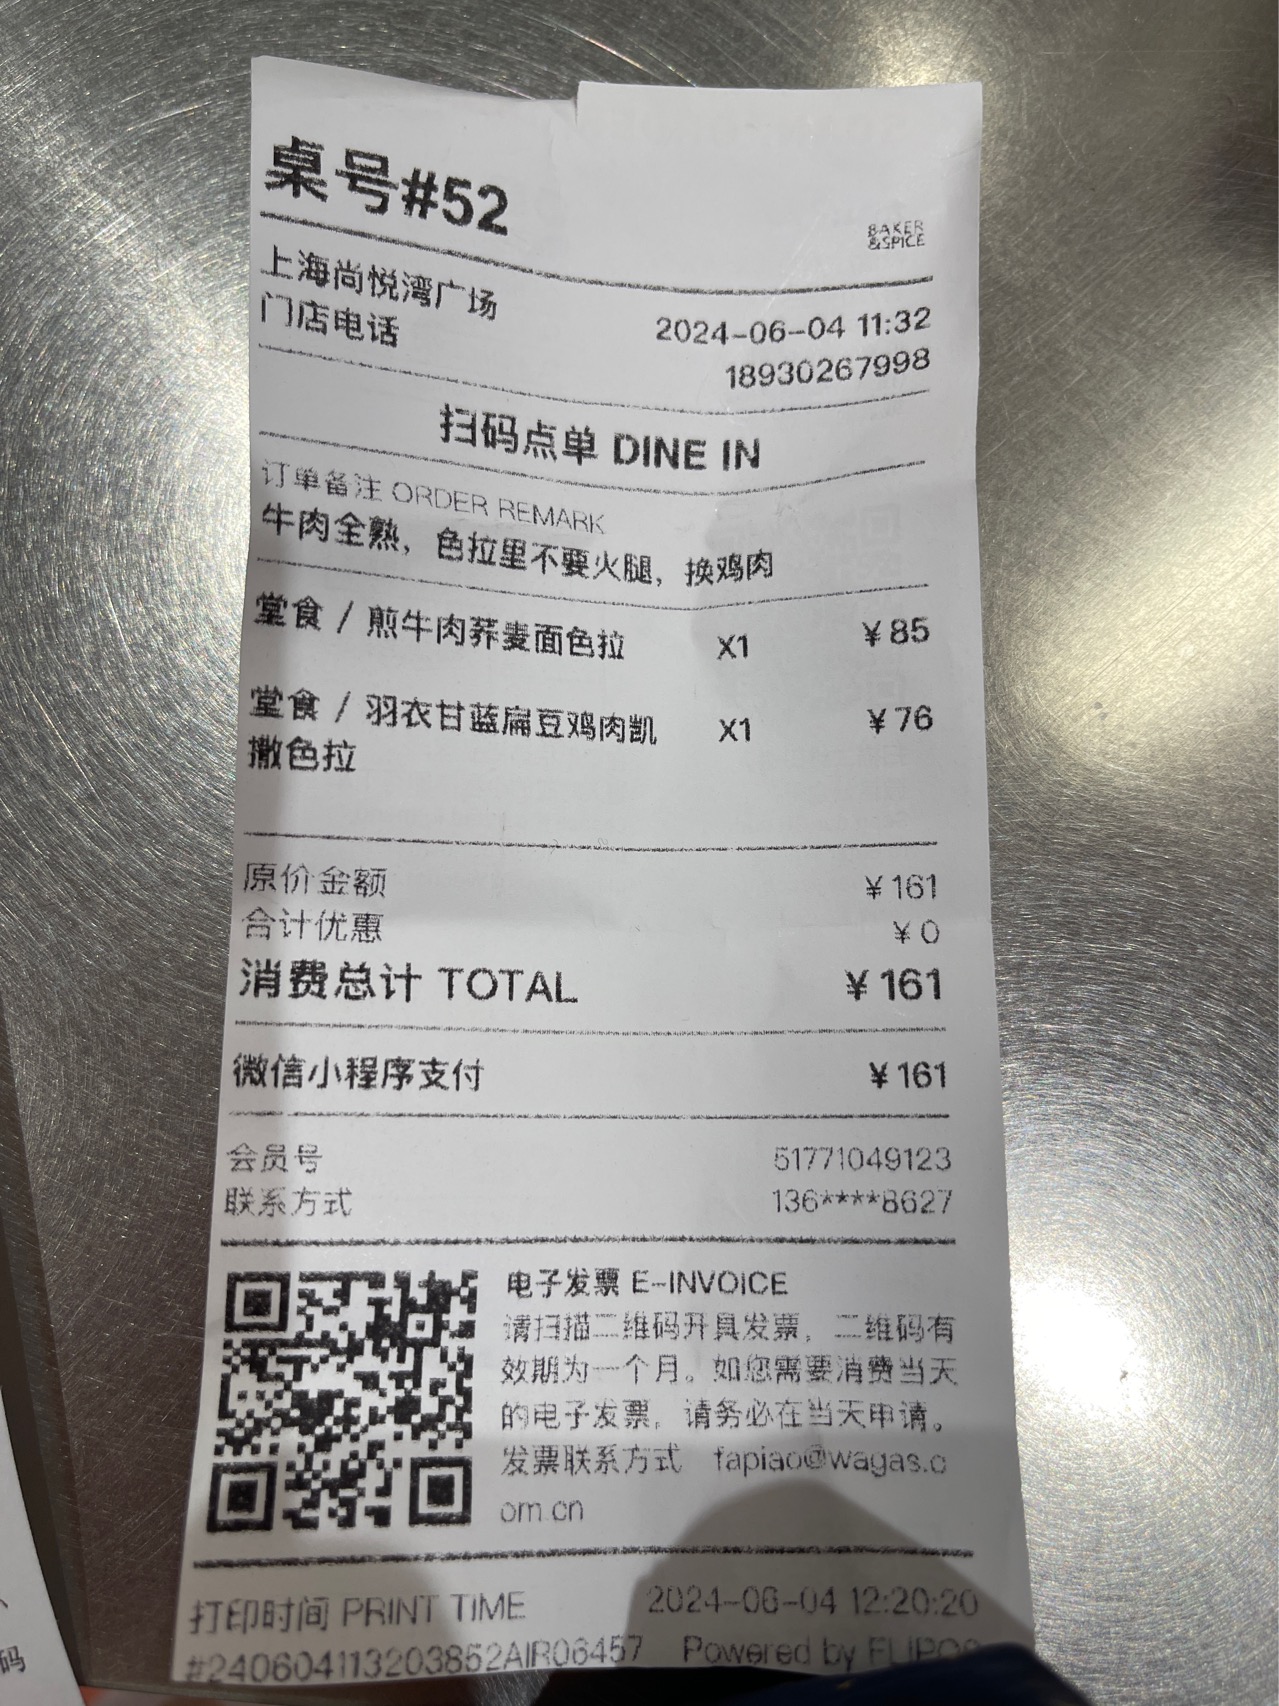 桌号#52
BAKER
&SPICE
上海尚悦湾广场 2024-06-04 11:32
门店电话 18930267998
扫码点单 DINE IN
订单备注 ORDER REMARK
牛肉全熟，色拉里不要火腿，换鸡肉
堂食 / 煎牛肉荞麦面色拉 X1 ¥85
堂食 / 羽衣甘蓝扁豆鸡肉凯 X1 ¥76
撒色拉
原价金额 ¥161
合计优惠 ¥0
消费总计 TOTAL ¥161
微信小程序支付 ¥161
会员号 51771049123
联系方式 136****8627
电子发票 E-INVOICE
请扫描二维码开具发票，二维码有
效期为一个月。如您需要消费当天
的电子发票，请务必在当天申请。
发票联系方式 fapiao@wagas.c
om.cn
打印时间 PRINT TIME 2024-06-04 12:20:20
#240604113203852AIR06457 Powered by
码